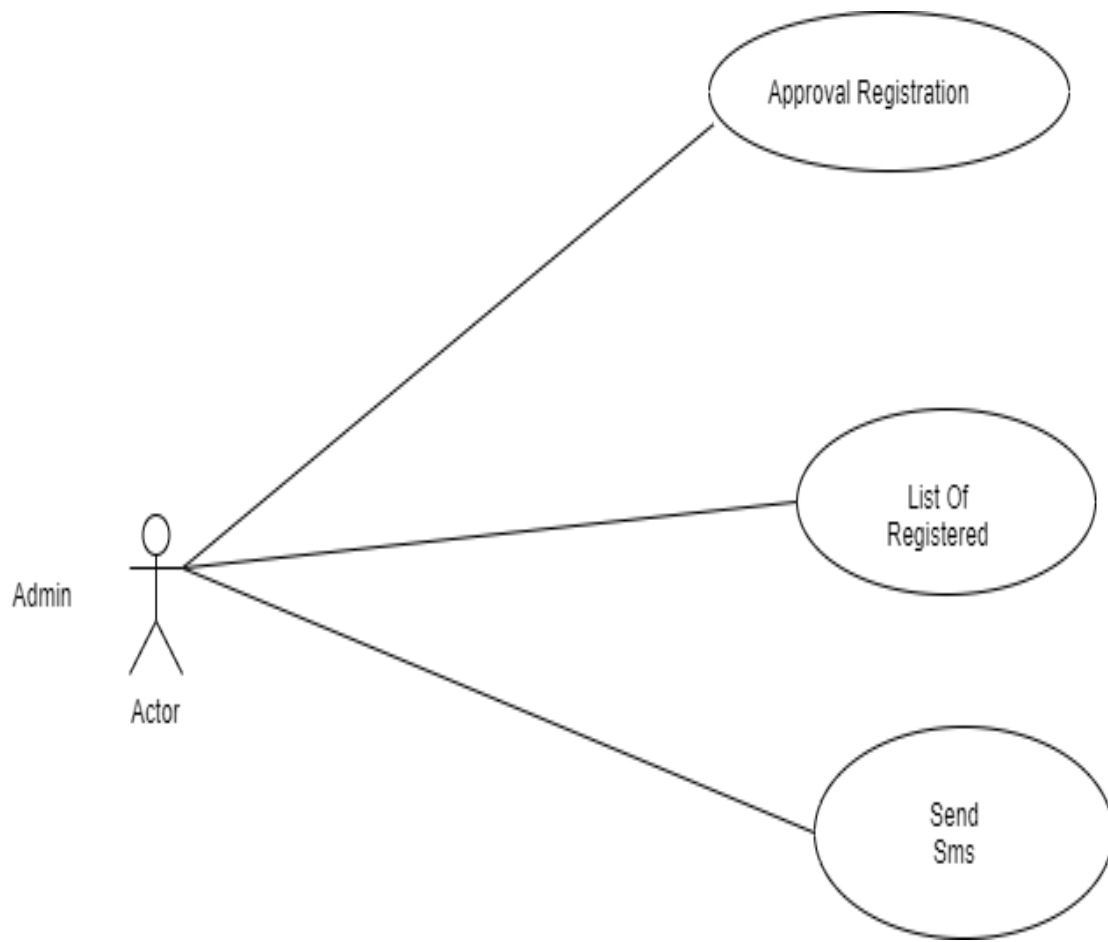 Approval Registration
List Of
Registered
Admin
Actor
Send
Sms